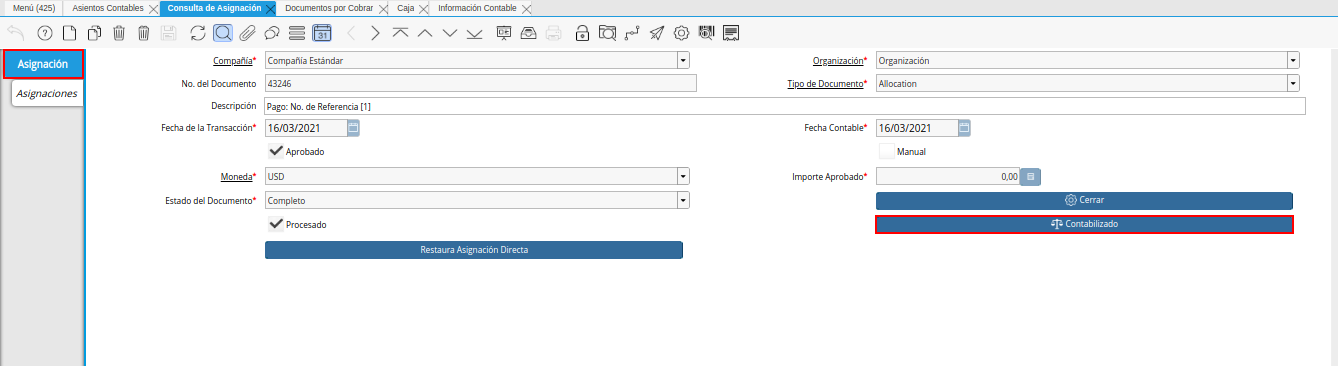 Menú (425) Asientos Contables Consulta de Asignación Documentos por Cobrar Caja Información Contable
31
Asignación
Asignaciones
Compañía* Compañía Estándar Organización* Organización
No. del Documento 43246 Tipo de Documento* Allocation
Descripción Pago: No. de Referencia [1]
Fecha de la Transacción* 16/03/2021 Fecha Contable* 16/03/2021
Aprobado Manual
Moneda* USD Importe Aprobado* 0,00
Estado del Documento* Completo Cerrar
Procesado Contabilizado
Restaura Asignación Directa